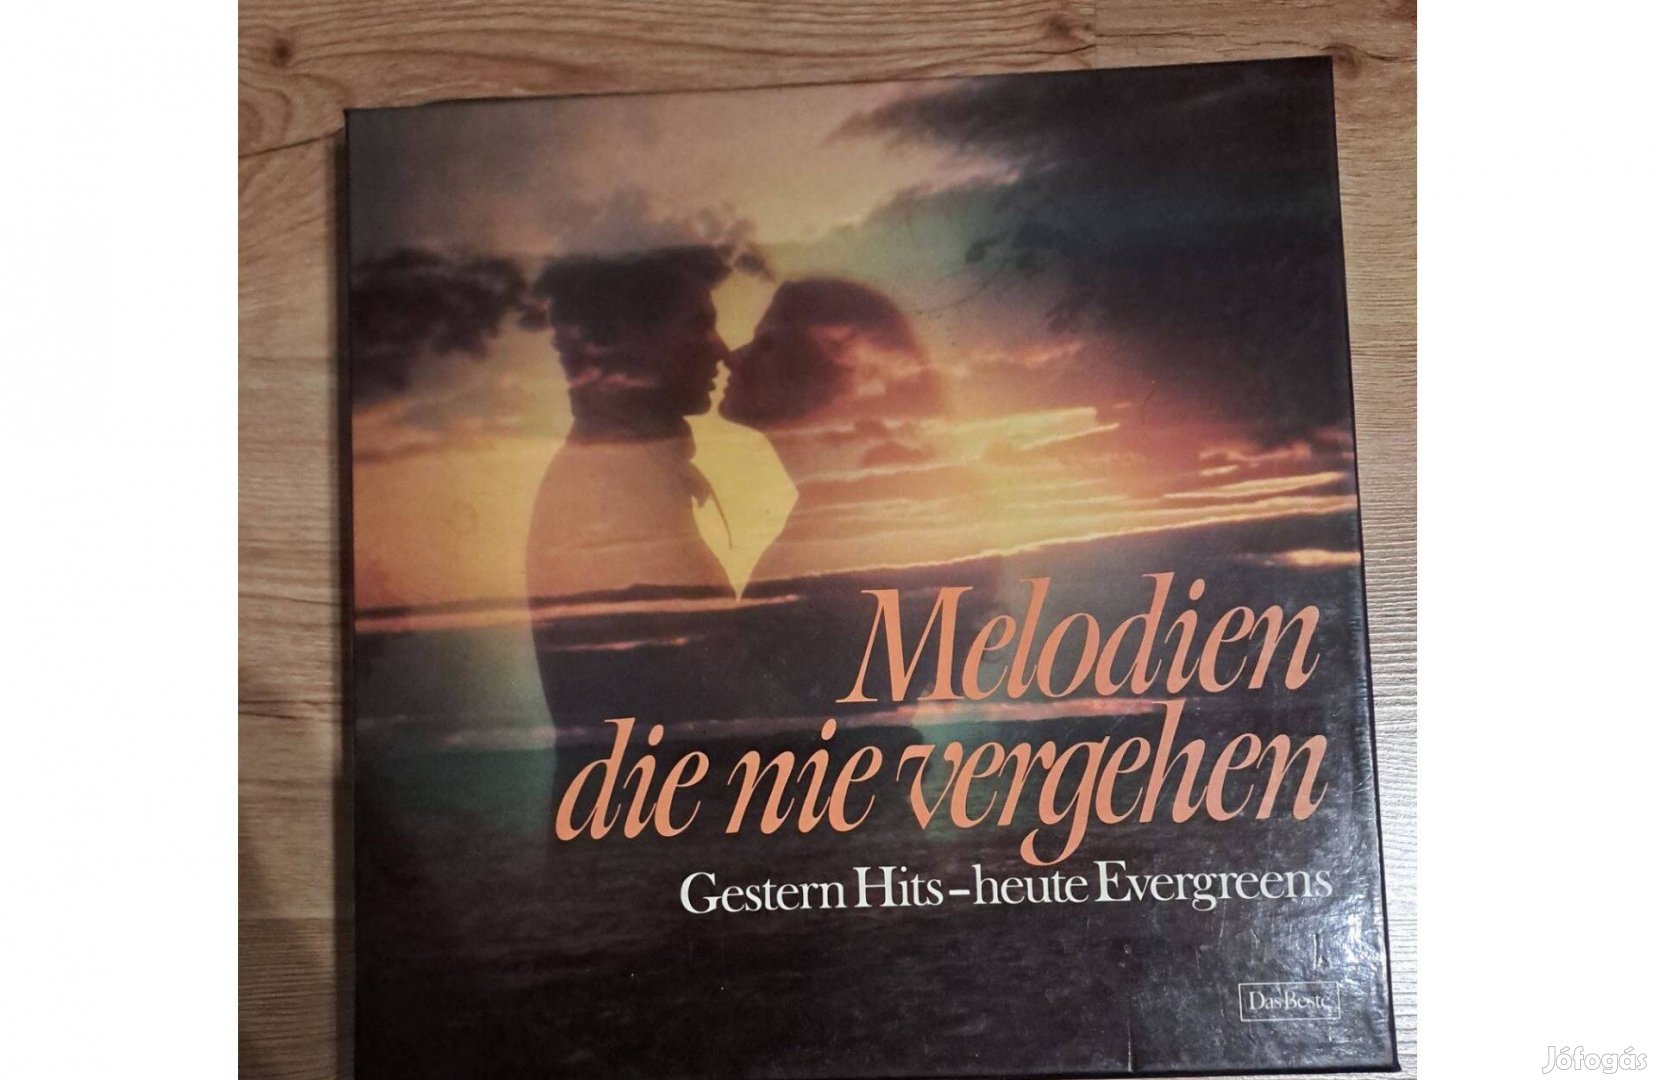 Melodien
die nie vergehen
Gestern Hits – heute Evergreens
Das Beste
Jófogás